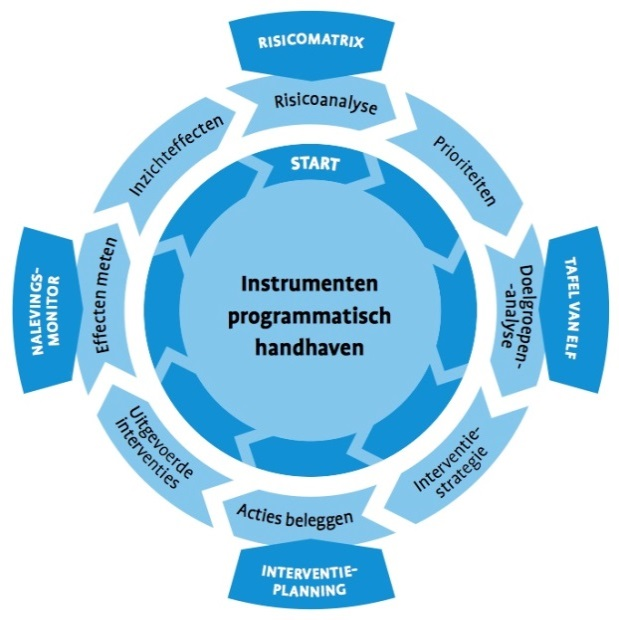 RISICOMATRIX
Risicoanalyse
START
Prioriteiten
TAFEL VAN ELF
Doelgroepen-
-analyse
Interventie-
strategie
INTERVENTIE-
PLANNING
Acties beleggen
Uitgevoerde
interventies
NALEVINGS-
MONITOR
Effecten meten
Inzichteffecten
Instrumenten
programmatisch
handhaven